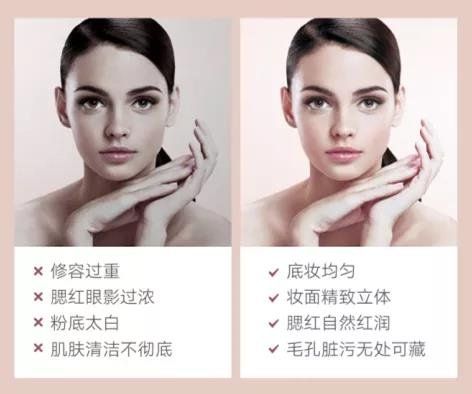 修容过重
腮红眼影过浓
粉底太白
肌肤清洁不彻底
底妆均匀
妆面精致立体
腮红自然红润
毛孔脏污无处可藏